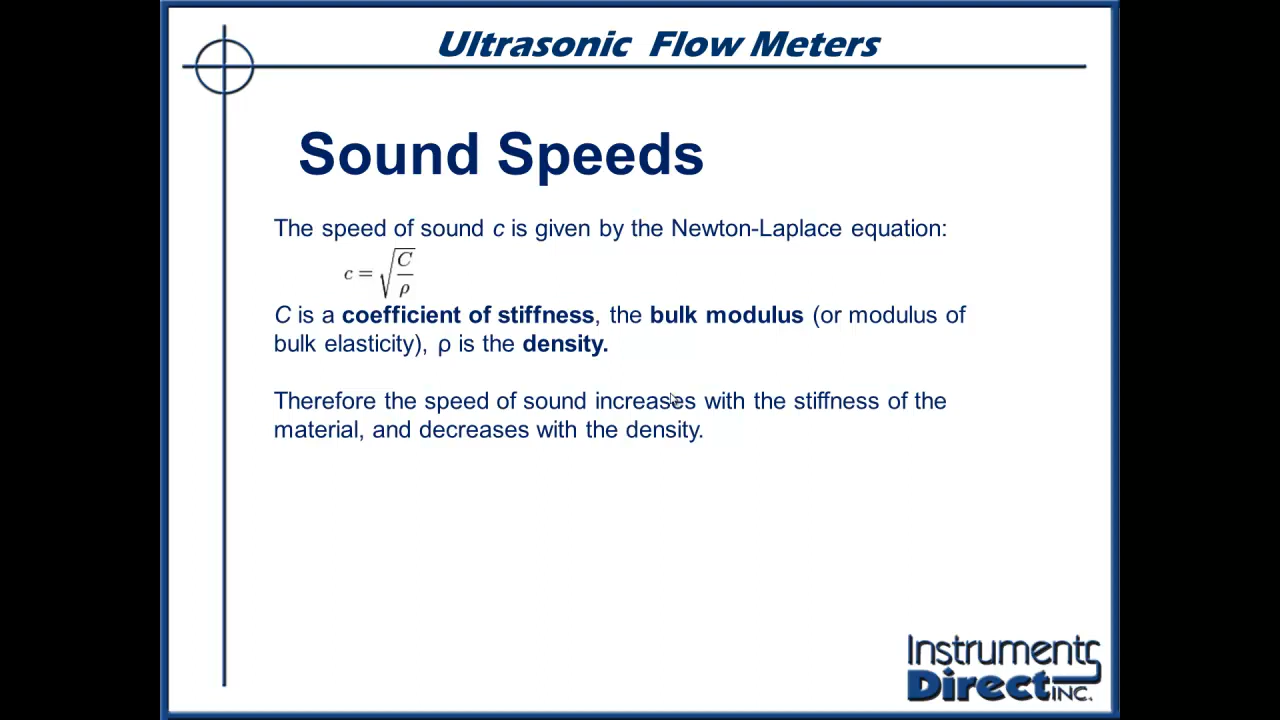 Ultrasonic Flow Meters
Sound Speeds
The speed of sound c is given by the Newton-Laplace equation:
c = √(C/ρ)
C is a coefficient of stiffness, the bulk modulus (or modulus of
bulk elasticity), ρ is the density.
Therefore the speed of sound increases with the stiffness of the
material, and decreases with the density.
Instruments
Direct INC.